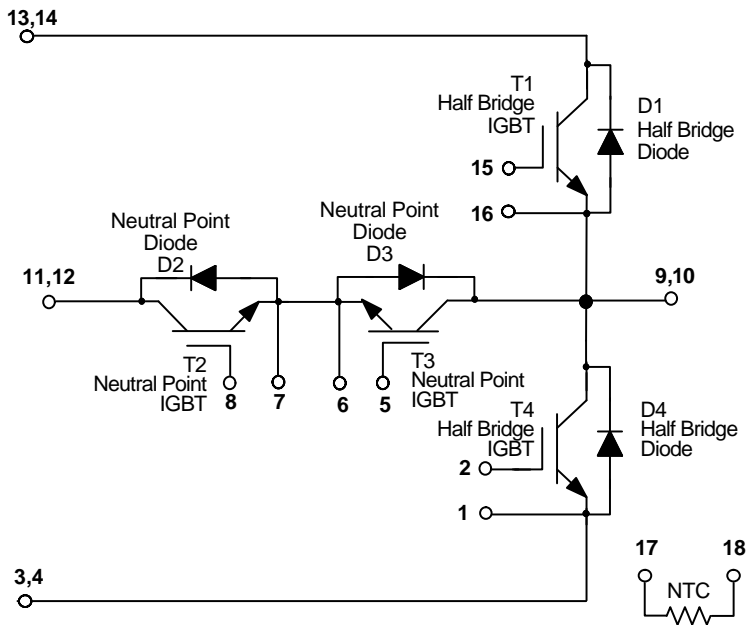 13,14
T1
Half Bridge
IGBT
D1
Half Bridge
Diode
15
16
Neutral Point
Diode
D2
Neutral Point
Diode
D3
11,12
9,10
T2
Neutral Point
IGBT
8
7
6
5
T3
Neutral Point
IGBT
T4
Half Bridge
IGBT
D4
Half Bridge
Diode
2
1
3,4
17
18
NTC